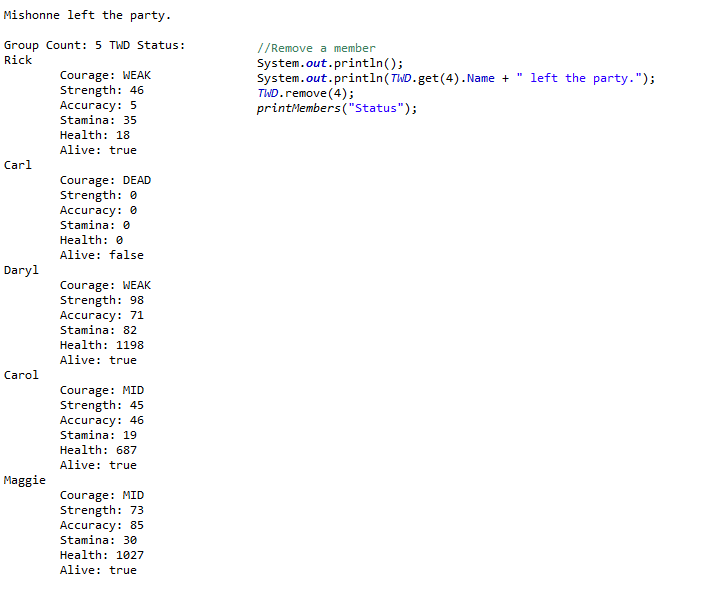 Mishonne left the party.
Group Count: 5 TWD Status:
Rick
Courage: WEAK
Strength: 46
Accuracy: 5
Stamina: 35
Health: 18
Alive: true
Carl
Courage: DEAD
Strength: 0
Accuracy: 0
Stamina: 0
Health: 0
Alive: false
Daryl
Courage: WEAK
Strength: 98
Accuracy: 71
Stamina: 82
Health: 1198
Alive: true
Carol
Courage: MID
Strength: 45
Accuracy: 46
Stamina: 19
Health: 687
Alive: true
Maggie
Courage: MID
Strength: 73
Accuracy: 85
Stamina: 30
Health: 1027
Alive: true
//Remove a member
System.out.println();
System.out.println(TWD.get(4).Name + " left the party.");
TWD.remove(4);
printMembers("Status");